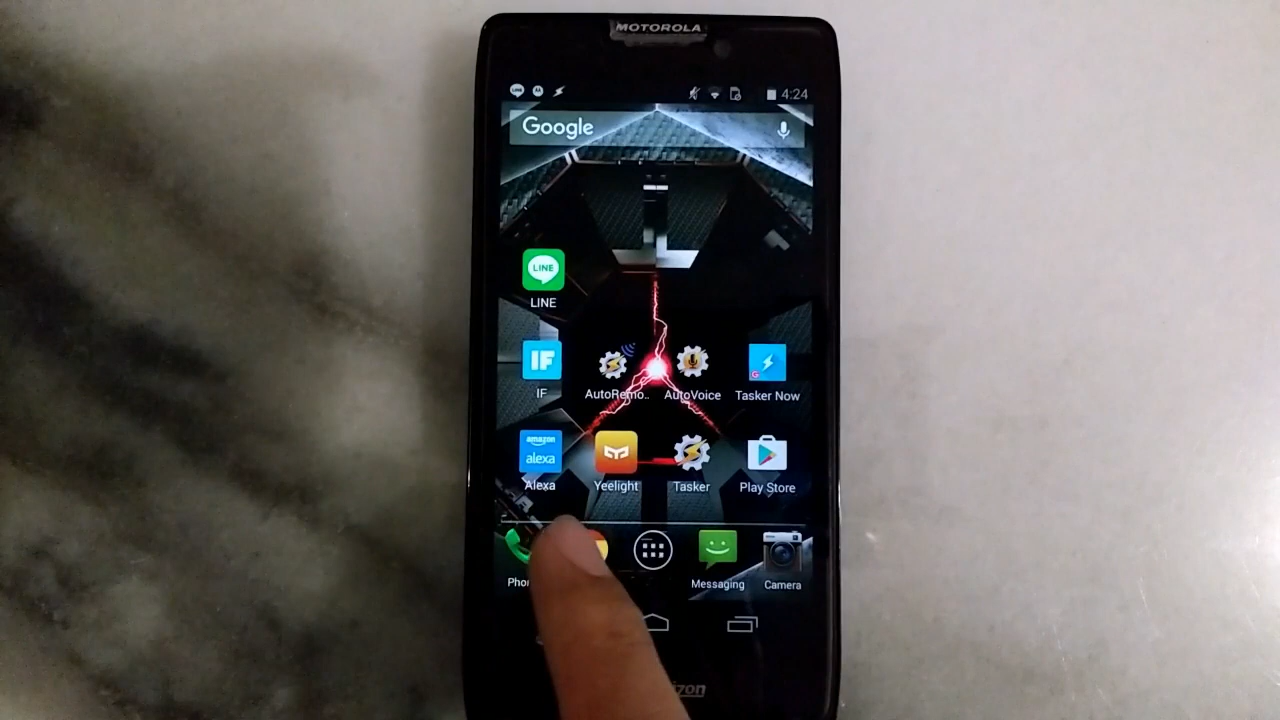 MOTOROLA
4:24
Google
LINE
LINE
IF
IF
AutoRemo..
AutoVoice
Tasker Now
amazon
alexa
Alexa
Yeelight
Tasker
Play Store
Messaging
Camera